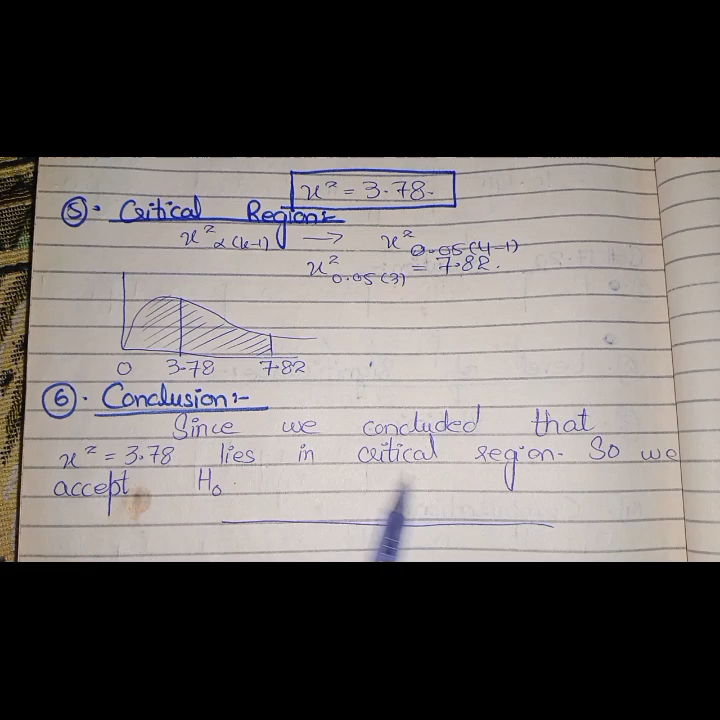 x² = 3.78.
⑤. Critical Region:-
x²α(k-1) → x²0.05(4-1)
x²0.05(3) = 7.82.
0 3.78 7.82
⑥. Conclusion:-
Since we concluded that
x² = 3.78 lies in critical region. So we
accept H₀